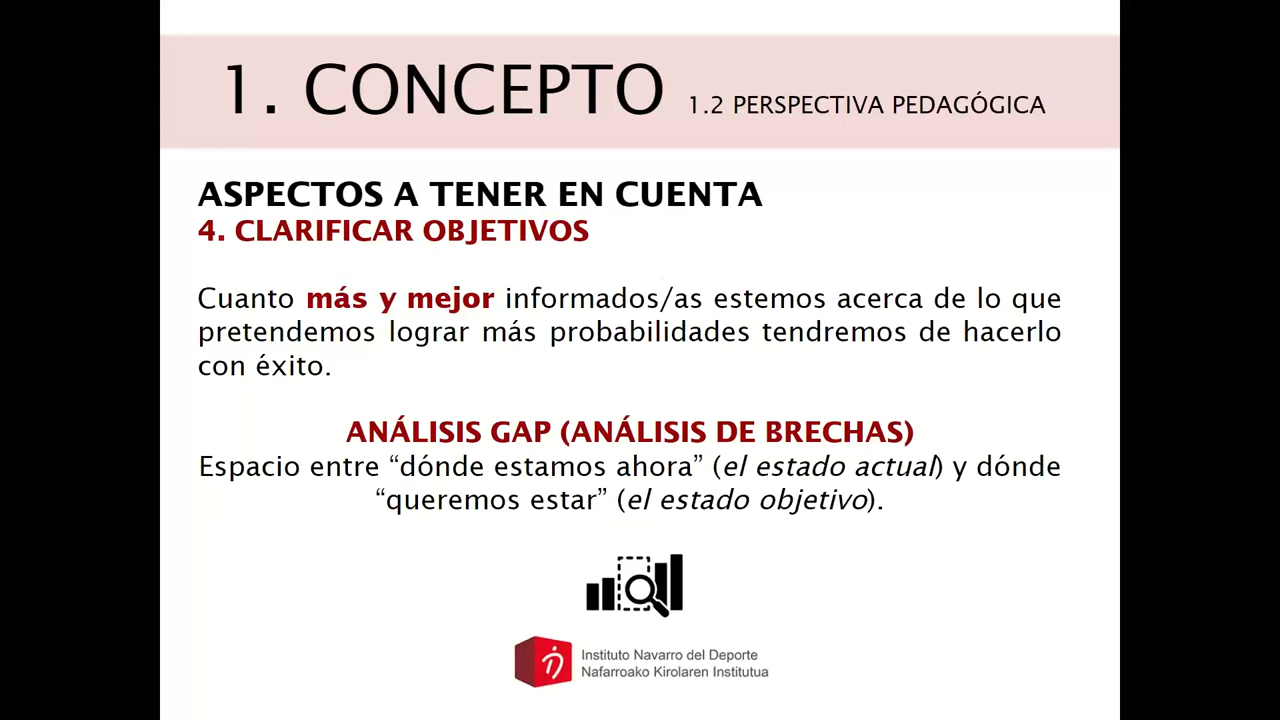 1. CONCEPTO 1.2 PERSPECTIVA PEDAGÓGICA
ASPECTOS A TENER EN CUENTA
4. CLARIFICAR OBJETIVOS
Cuanto más y mejor informados/as estemos acerca de lo que
pretendemos lograr más probabilidades tendremos de hacerlo
con éxito.
ANÁLISIS GAP (ANÁLISIS DE BRECHAS)
Espacio entre “dónde estamos ahora” (el estado actual) y dónde
“queremos estar” (el estado objetivo).
Instituto Navarro del Deporte
Nafarroako Kirolaren Institutua